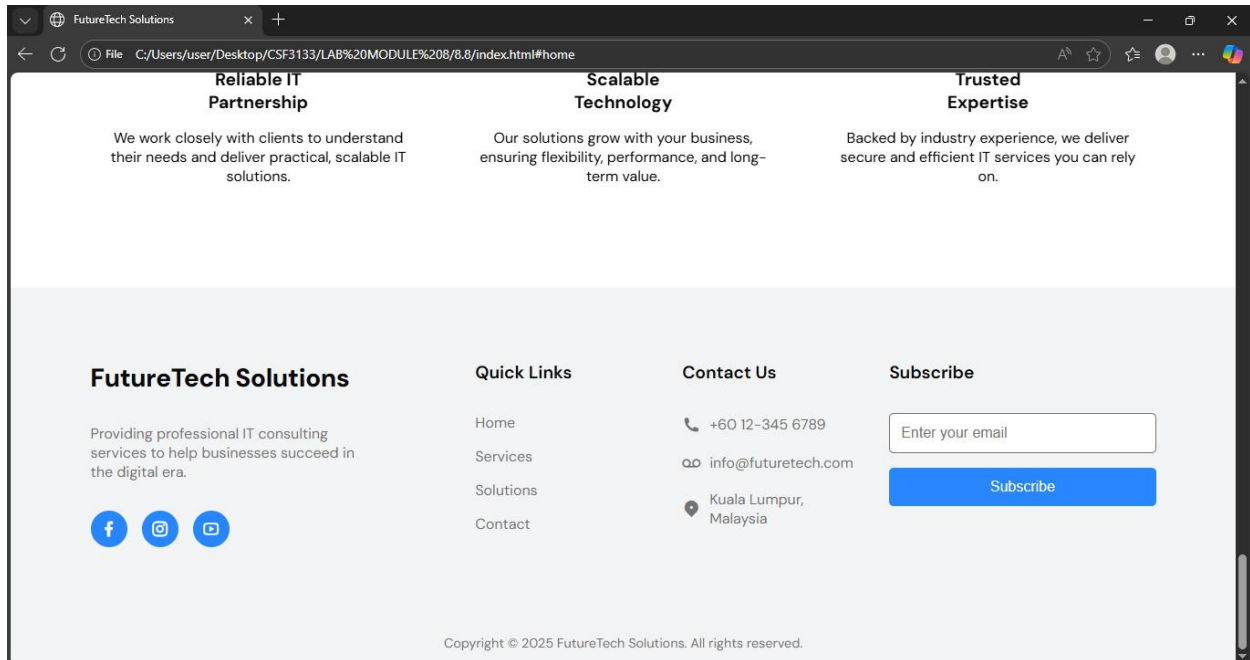 FutureTech Solutions
File C:/Users/user/Desktop/CSF3133/LAB%20MODULE%208/8.8/index.html#home
Reliable IT
Partnership
We work closely with clients to understand
their needs and deliver practical, scalable IT
solutions.
Scalable
Technology
Our solutions grow with your business,
ensuring flexibility, performance, and long-
term value.
Trusted
Expertise
Backed by industry experience, we deliver
secure and efficient IT services you can rely
on.
FutureTech Solutions
Providing professional IT consulting
services to help businesses succeed in
the digital era.
Quick Links
Home
Services
Solutions
Contact
Contact Us
+60 12-345 6789
info@futuretech.com
Kuala Lumpur,
Malaysia
Subscribe
Enter your email
Subscribe
Copyright © 2025 FutureTech Solutions. All rights reserved.